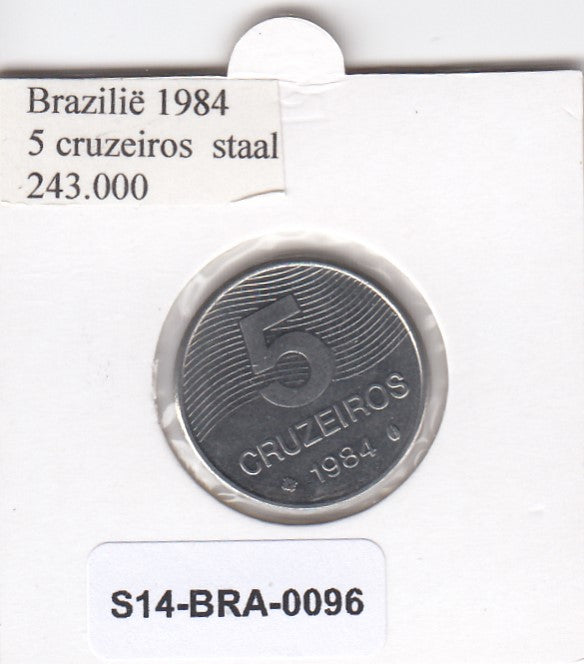 Brazilië 1984
5 cruzeiros staal
243.000
5
CRUZEIROS
1984
S14-BRA-0096